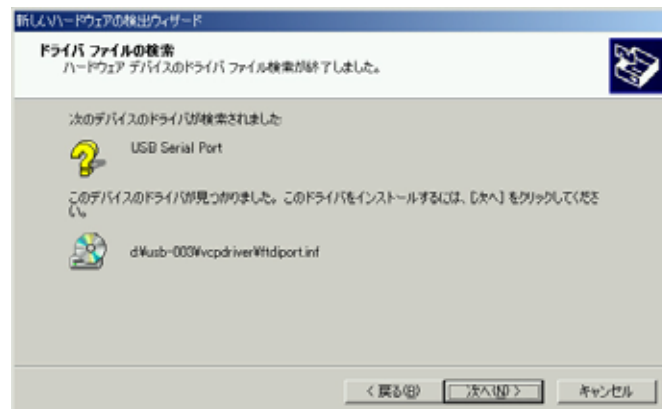 新しいハードウェアの検出ウィザード
ドライバ ファイルの検索
ハードウェア デバイスのドライバ ファイル検索が終了しました。
次のデバイスのドライバが検索されました
USB Serial Port
このデバイスのドライバが見つかりました。このドライバをインストールするには、[次へ] をクリックしてくださ
い。
d¥usb-003¥vcpdriver¥ftdiport.inf
< 戻る(B)
次へ(N) >
キャンセル